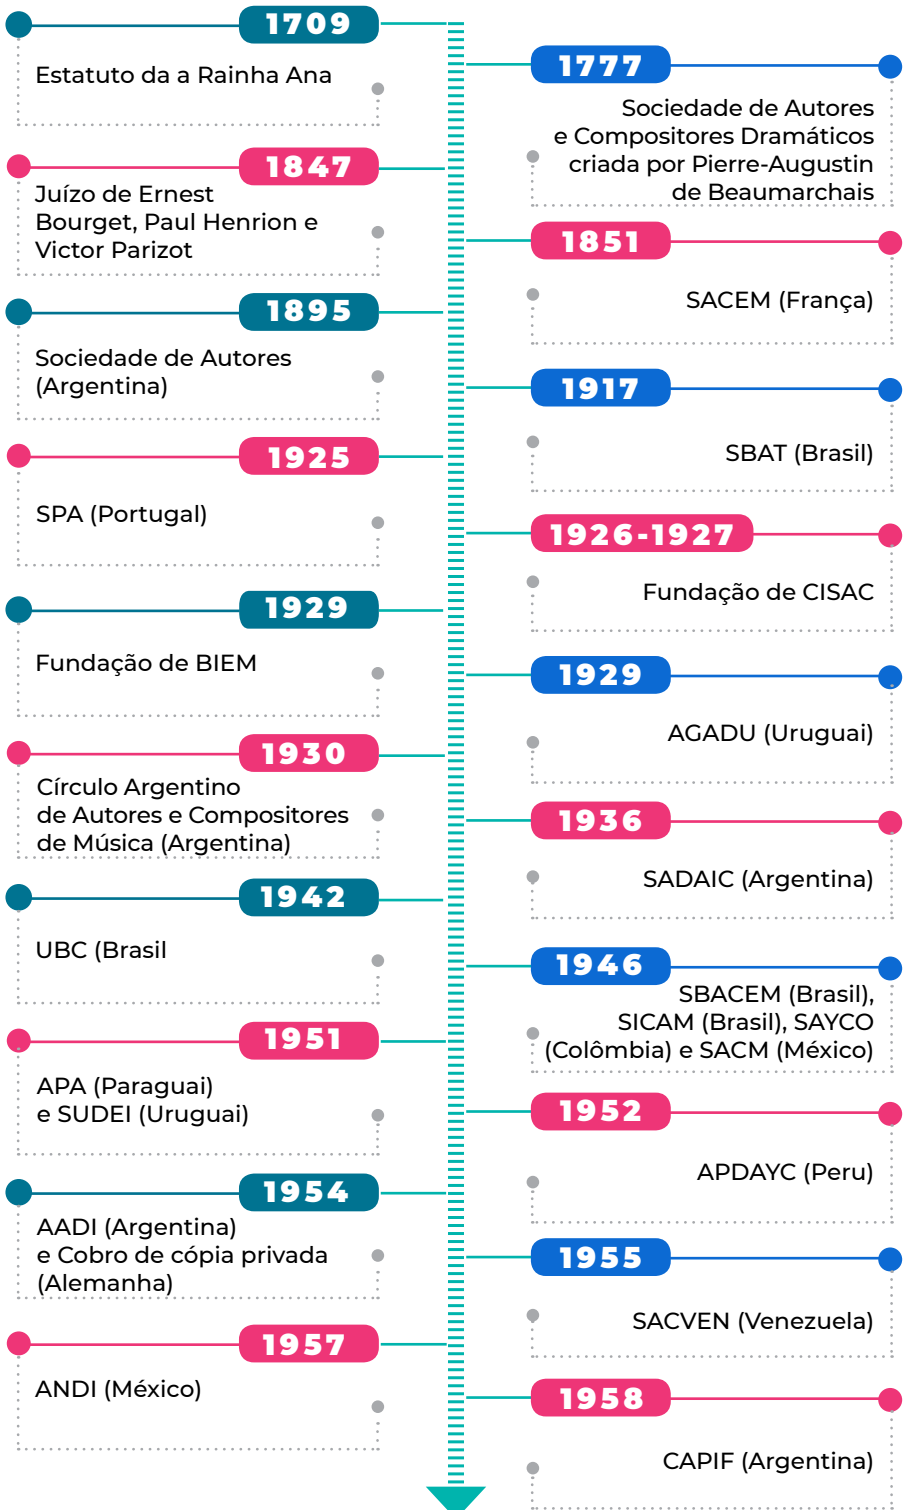 1709
Estatuto da a Rainha Ana
1777
Sociedade de Autores
e Compositores Dramáticos
criada por Pierre-Augustin
de Beaumarchais
1847
Juízo de Ernest
Bourget, Paul Henrion e
Victor Parizot
1851
SACEM (França)
1895
Sociedade de Autores
(Argentina)
1917
SBAT (Brasil)
1925
SPA (Portugal)
1926-1927
Fundação de CISAC
1929
Fundação de BIEM
1929
AGADU (Uruguai)
1930
Círculo Argentino
de Autores e Compositores
de Música (Argentina)
1936
SADAIC (Argentina)
1942
UBC (Brasil
1946
SBACEM (Brasil),
SICAM (Brasil), SAYCO
(Colômbia) e SACM (México)
1951
APA (Paraguai)
e SUDEI (Uruguai)
1952
APDAYC (Peru)
1954
AADI (Argentina)
e Cobro de cópia privada
(Alemanha)
1955
SACVEN (Venezuela)
1957
ANDI (México)
1958
CAPIF (Argentina)